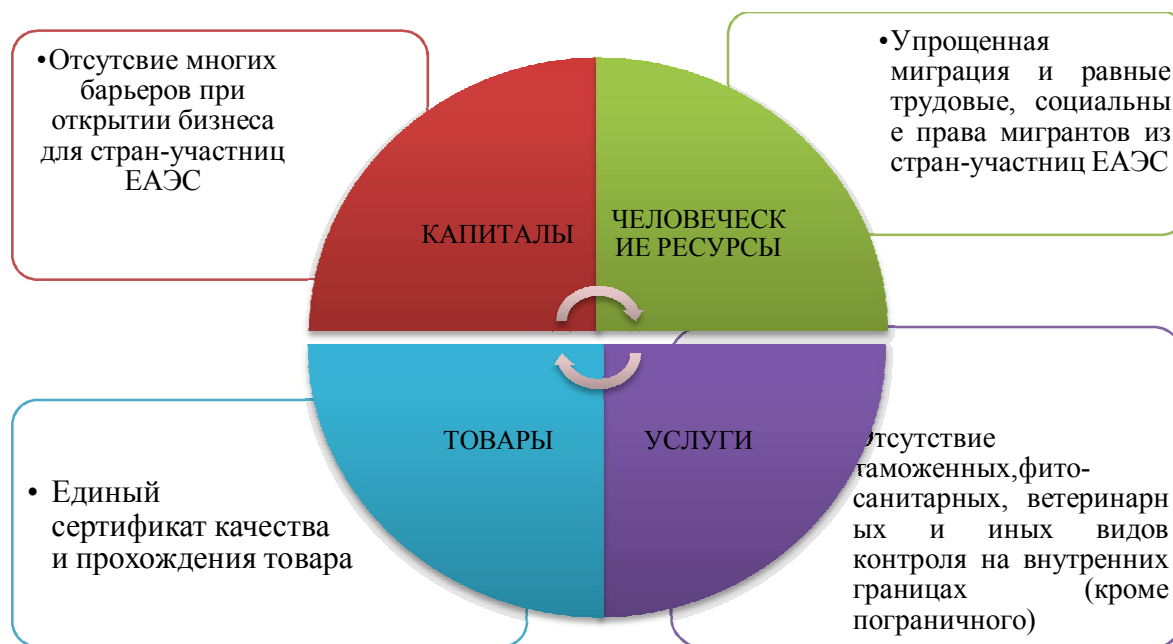 •Отсутсвие многих
барьеров при
открытии бизнеса
для стран-участниц
ЕАЭС
•Упрощенная
миграция и равные
трудовые, социальны
е права мигрантов из
стран-участниц ЕАЭС
КАПИТАЛЫ
ЧЕЛОВЕЧЕСК
ИЕ РЕСУРСЫ
ТОВАРЫ
УСЛУГИ
• Единый
сертификат качества
и прохождения товара
Отсутствие
таможенных,фито-
санитарных, ветеринарн
ых и иных видов
контроля на внутренних
границах (кроме
пограничного)